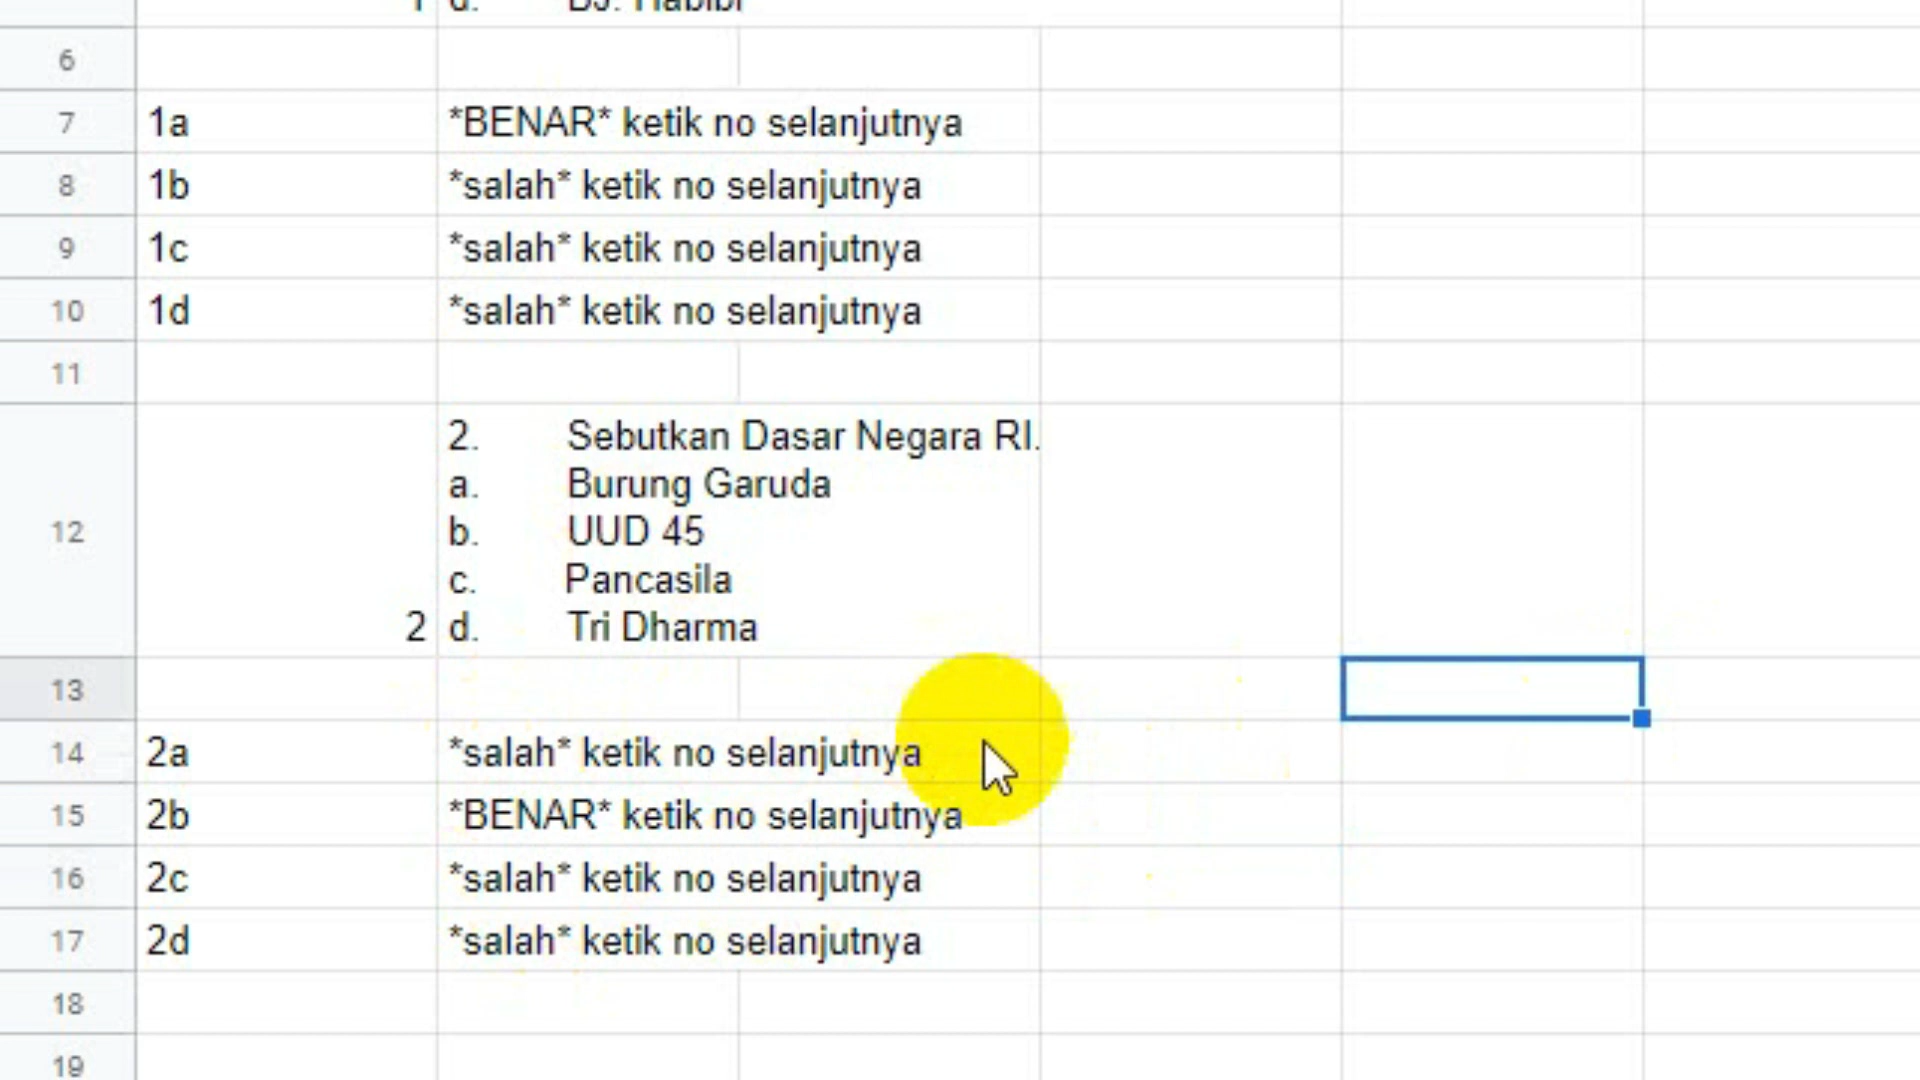 d. BJ. Habibi
6
7 1a *BENAR* ketik no selanjutnya
8 1b *salah* ketik no selanjutnya
9 1c *salah* ketik no selanjutnya
10 1d *salah* ketik no selanjutnya
11
2. Sebutkan Dasar Negara RI.
a. Burung Garuda
12 b. UUD 45
c. Pancasila
2 d. Tri Dharma
13
14 2a *salah* ketik no selanjutnya
15 2b *BENAR* ketik no selanjutnya
16 2c *salah* ketik no selanjutnya
17 2d *salah* ketik no selanjutnya
18
19